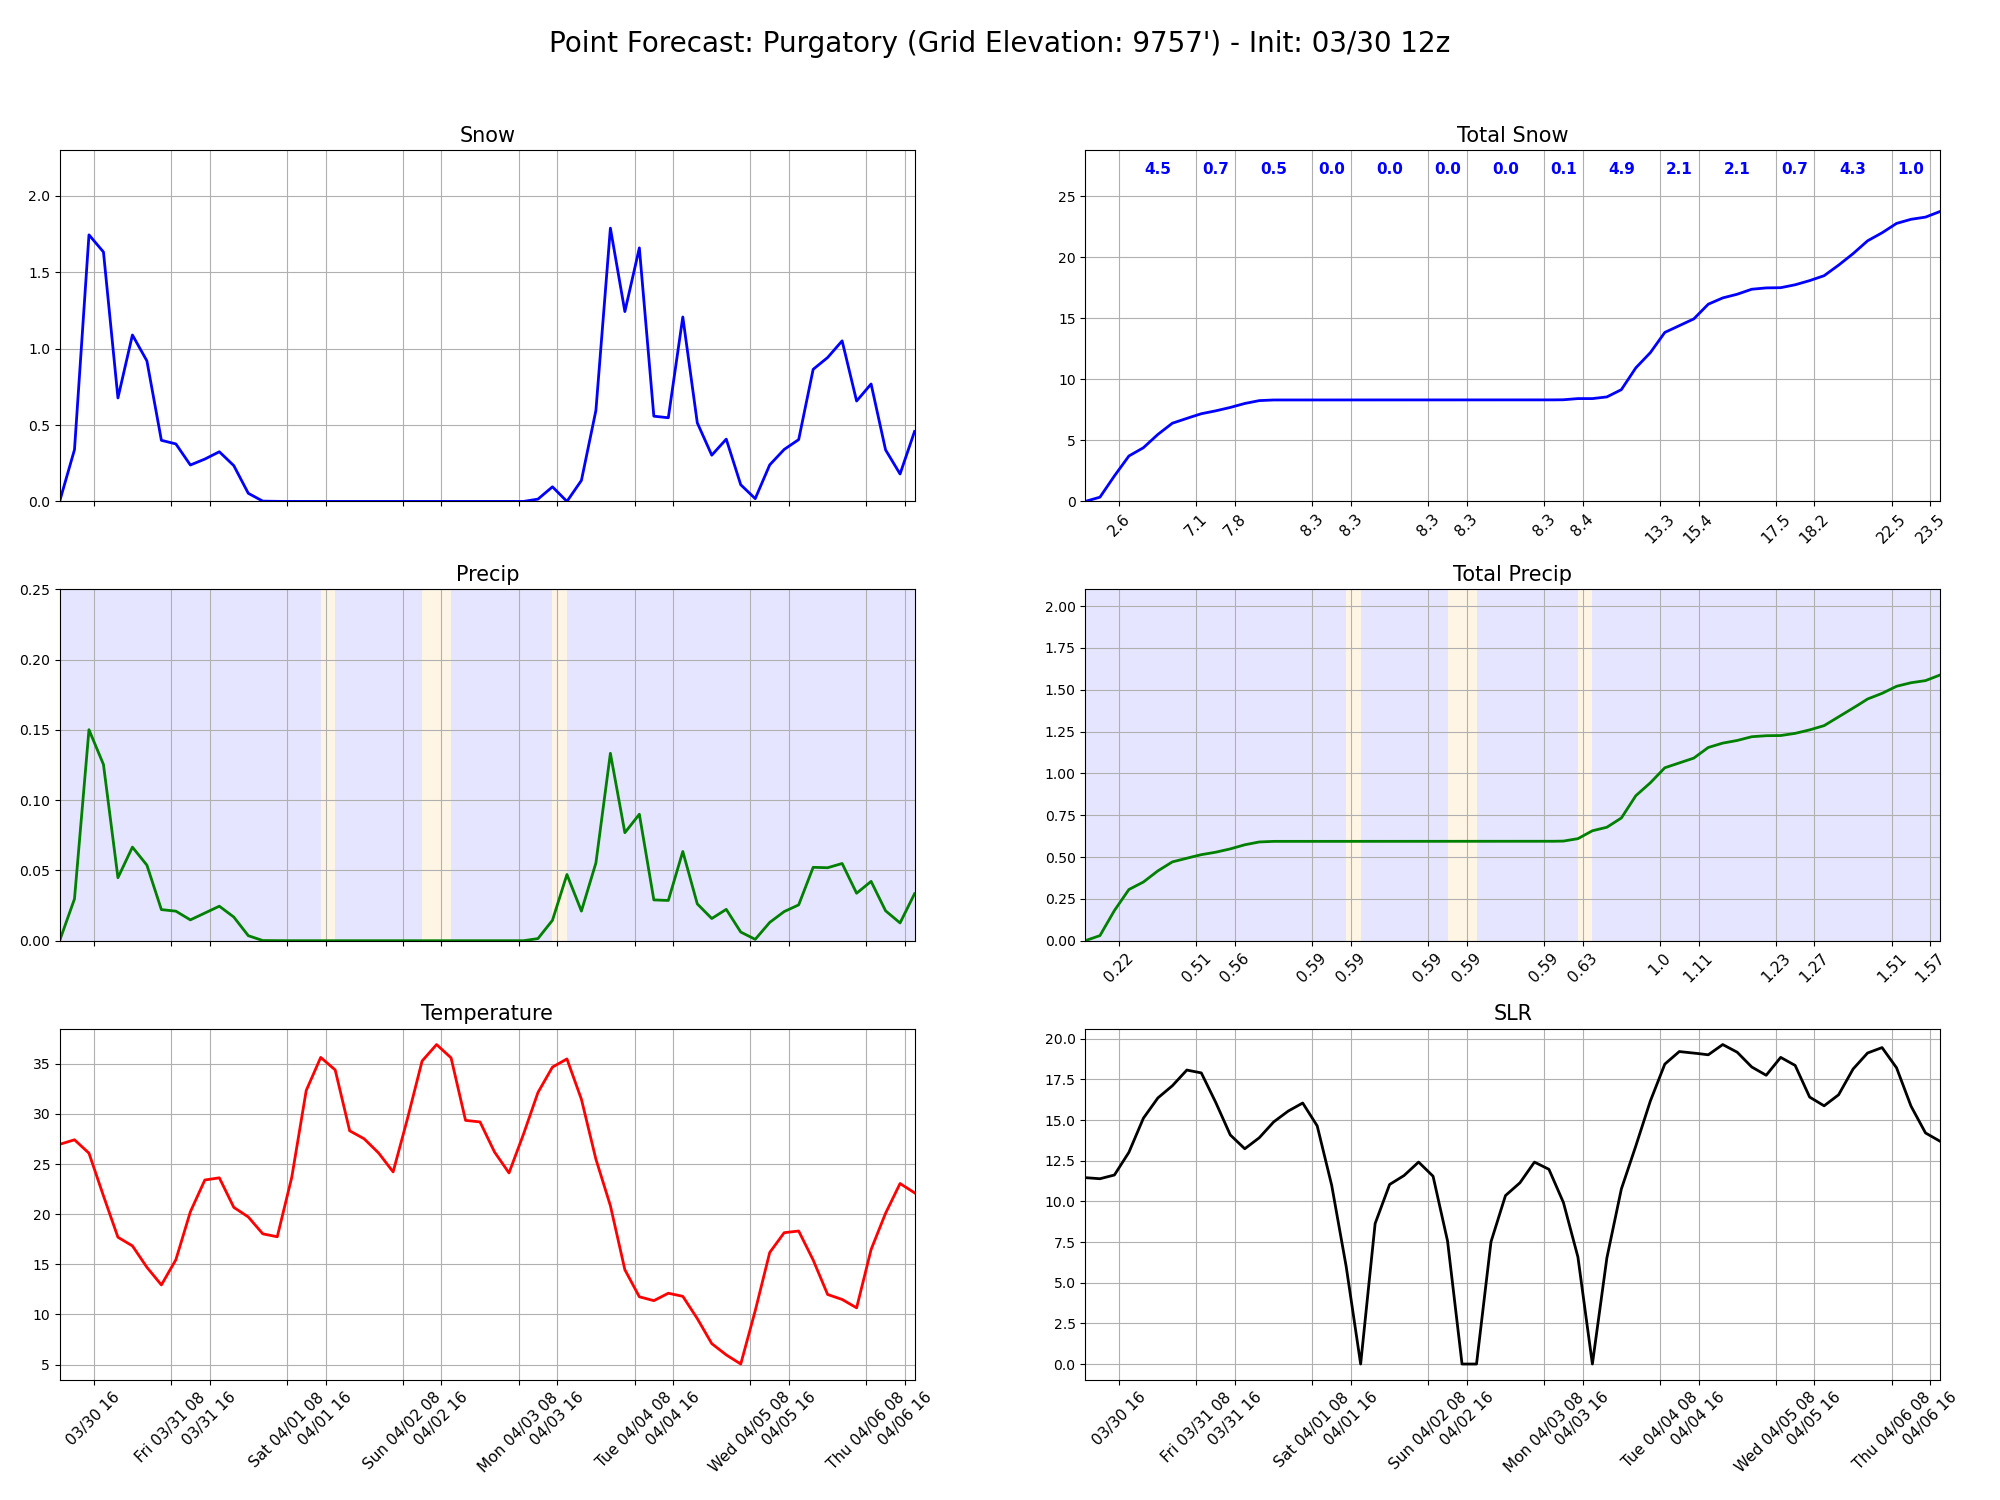 Point Forecast: Purgatory (Grid Elevation: 9757') - Init: 03/30 12z
Snow
2.0
1.5
1.0
0.5
0.0
Total Snow
4.5 0.7 0.5 0.0 0.0 0.0 0.0 0.1 4.9 2.1 2.1 0.7 4.3 1.0
25
20
15
10
5
0
2.6 7.1 7.8 8.3 8.3 8.3 8.3 8.3 8.4 13.3 15.4 17.5 18.2 22.5 23.5
Precip
0.25
0.20
0.15
0.10
0.05
0.00
Total Precip
2.00
1.75
1.50
1.25
1.00
0.75
0.50
0.25
0.00
0.22 0.51 0.56 0.59 0.59 0.59 0.59 0.59 0.63 1.0 1.11 1.23 1.27 1.51 1.57
Temperature
35
30
25
20
15
10
5
03/30 16
Fri 03/31 08
03/31 16
Sat 04/01 08
04/01 16
Sun 04/02 08
04/02 16
Mon 04/03 08
04/03 16
Tue 04/04 08
04/04 16
Wed 04/05 08
04/05 16
Thu 04/06 08
04/06 16
SLR
20.0
17.5
15.0
12.5
10.0
7.5
5.0
2.5
0.0
03/30 16
Fri 03/31 08
03/31 16
Sat 04/01 08
04/01 16
Sun 04/02 08
04/02 16
Mon 04/03 08
04/03 16
Tue 04/04 08
04/04 16
Wed 04/05 08
04/05 16
Thu 04/06 08
04/06 16